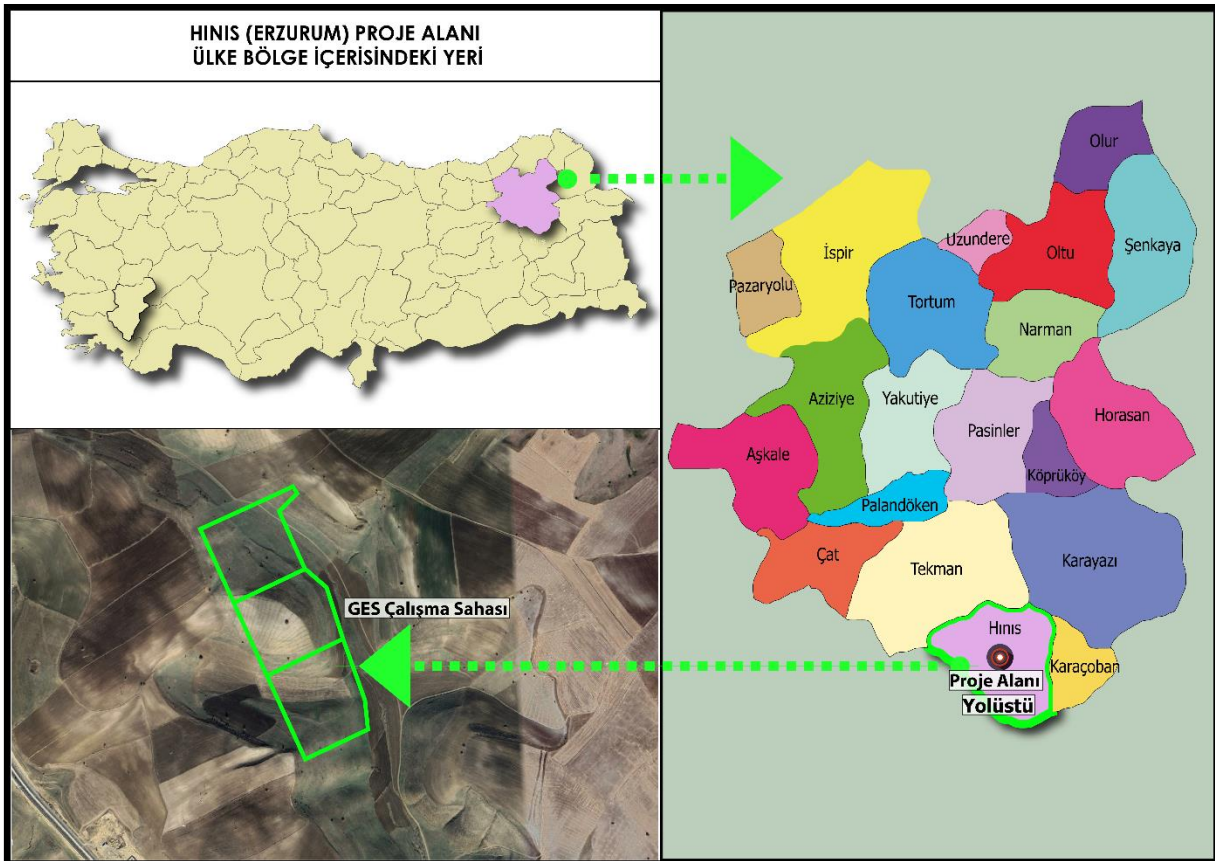 HINIS (ERZURUM) PROJE ALANI
ÜLKE BÖLGE İÇERİSİNDEKİ YERİ
GES Çalışma Sahası
Olur
Şenkaya
Uzundere
Oltu
İspir
Pazaryolu
Tortum
Narman
Aziziye
Yakutiye
Pasinler
Horasan
Aşkale
Köprüköy
Palandöken
Çat
Tekman
Karayazı
Hınıs
Karaçoban
Proje Alanı
Yolüstü